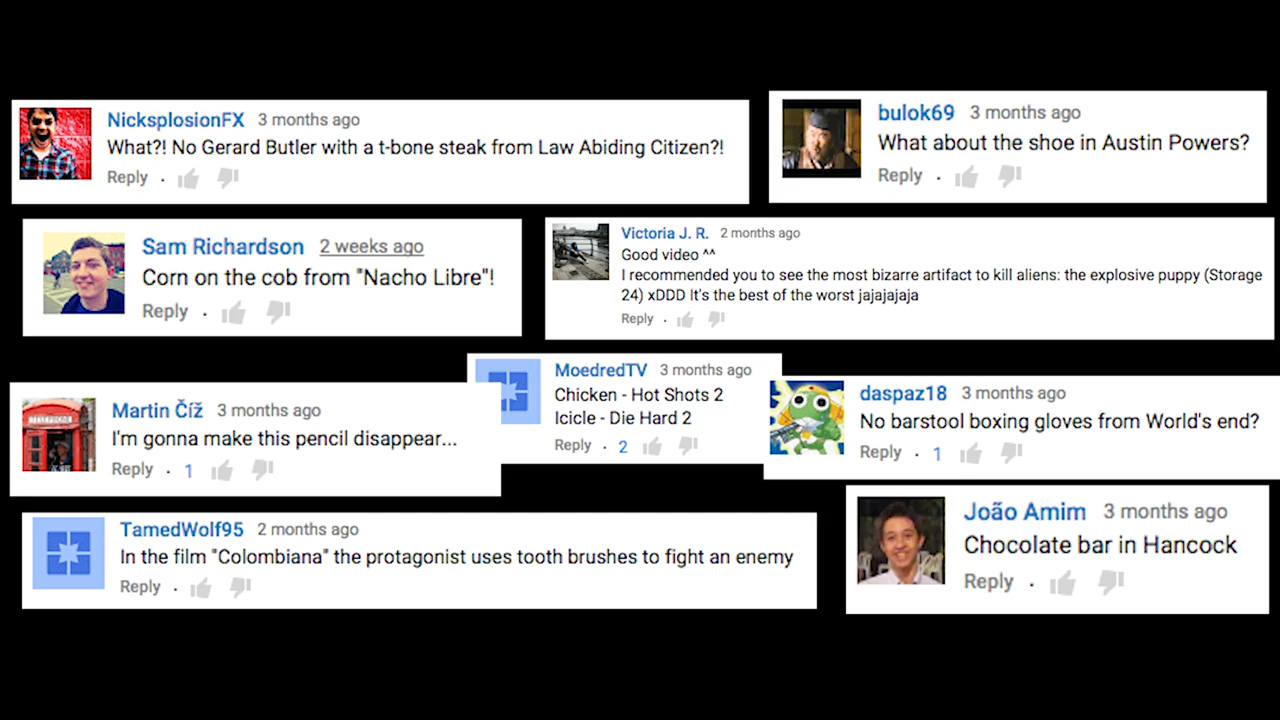 NicksplosionFX 3 months ago
What?! No Gerard Butler with a t-bone steak from Law Abiding Citizen?!
Reply ·
bulok69 3 months ago
What about the shoe in Austin Powers?
Reply ·
Sam Richardson 2 weeks ago
Corn on the cob from "Nacho Libre"!
Reply ·
Victoria J. R. 2 months ago
Good video ^^
I recommended you to see the most bizarre artifact to kill aliens: the explosive puppy (Storage
24) xDDD It's the best of the worst jajajajaja
Reply ·
MoedredTV 3 months ago
Chicken - Hot Shots 2
Icicle - Die Hard 2
Reply · 2
Martin Číž 3 months ago
I'm gonna make this pencil disappear...
Reply · 1
daspaz18 3 months ago
No barstool boxing gloves from World's end?
Reply · 1
TamedWolf95 2 months ago
In the film "Colombiana" the protagonist uses tooth brushes to fight an enemy
Reply ·
João Amim 3 months ago
Chocolate bar in Hancock
Reply ·
TELEPHONE